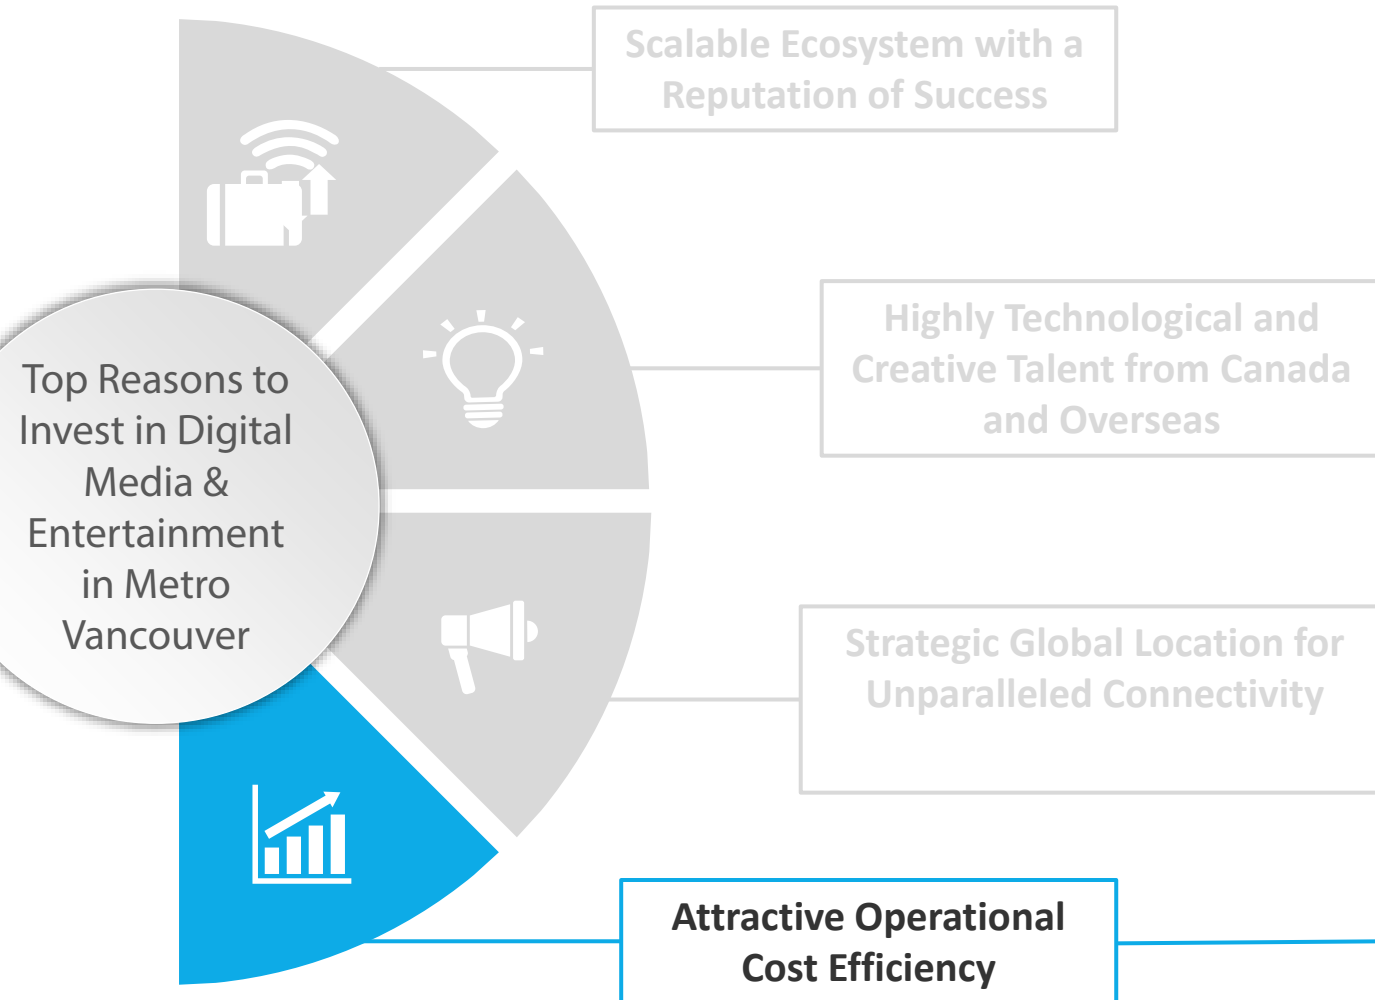 Scalable Ecosystem with a
Reputation of Success
Highly Technological and
Creative Talent from Canada
and Overseas
Top Reasons to
Invest in Digital
Media &
Entertainment
in Metro
Vancouver
Strategic Global Location for
Unparalleled Connectivity
Attractive Operational
Cost Efficiency